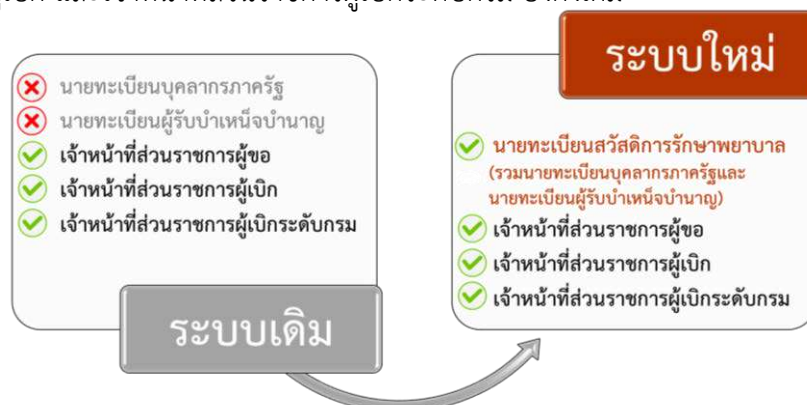 นายทะเบียนบุคลากรภาครัฐ
นายทะเบียนผู้รับบำเหน็จบำนาญ
เจ้าหน้าที่ส่วนราชการผู้ขอ
เจ้าหน้าที่ส่วนราชการผู้เบิก
เจ้าหน้าที่ส่วนราชการผู้เบิกระดับกรม
ระบบเดิม
ระบบใหม่
นายทะเบียนสวัสดิการรักษาพยาบาล
(รวมนายทะเบียนบุคลากรภาครัฐและ
นายทะเบียนผู้รับบำเหน็จบำนาญ)
เจ้าหน้าที่ส่วนราชการผู้ขอ
เจ้าหน้าที่ส่วนราชการผู้เบิก
เจ้าหน้าที่ส่วนราชการผู้เบิกระดับกรม